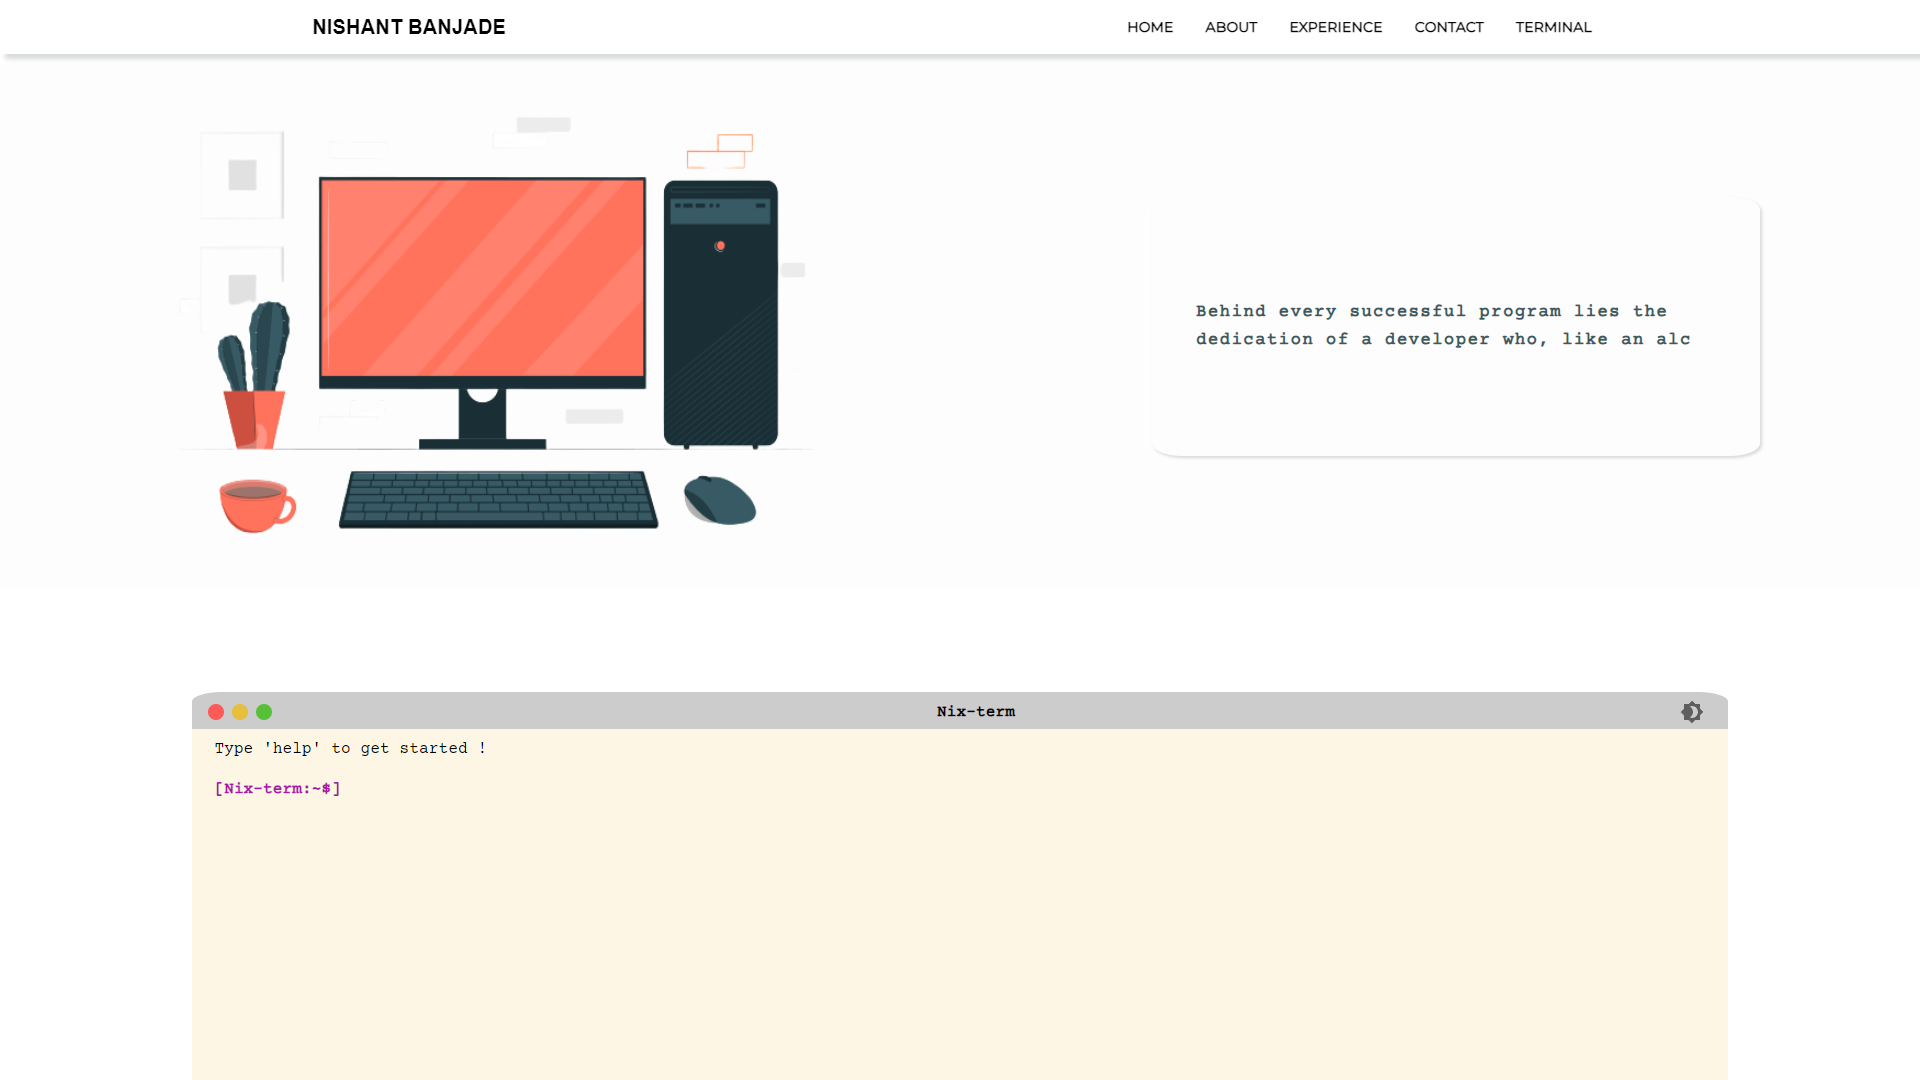 NISHANT BANJADE
HOME ABOUT EXPERIENCE CONTACT TERMINAL
Behind every successful program lies the
dedication of a developer who, like an alc
Nix-term
Type 'help' to get started !
[Nix-term:~$]